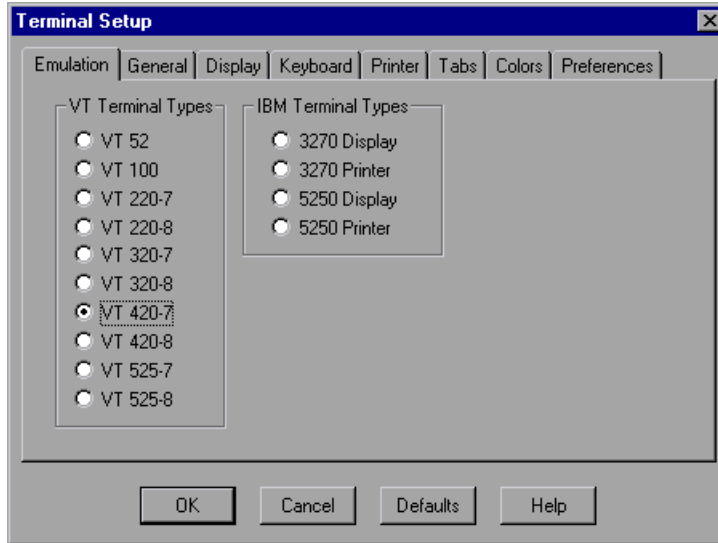 Terminal Setup
Emulation General Display Keyboard Printer Tabs Colors Preferences
VT Terminal Types
VT 52
VT 100
VT 220-7
VT 220-8
VT 320-7
VT 320-8
VT 420-7
VT 420-8
VT 525-7
VT 525-8
IBM Terminal Types
3270 Display
3270 Printer
5250 Display
5250 Printer
OK Cancel Defaults Help